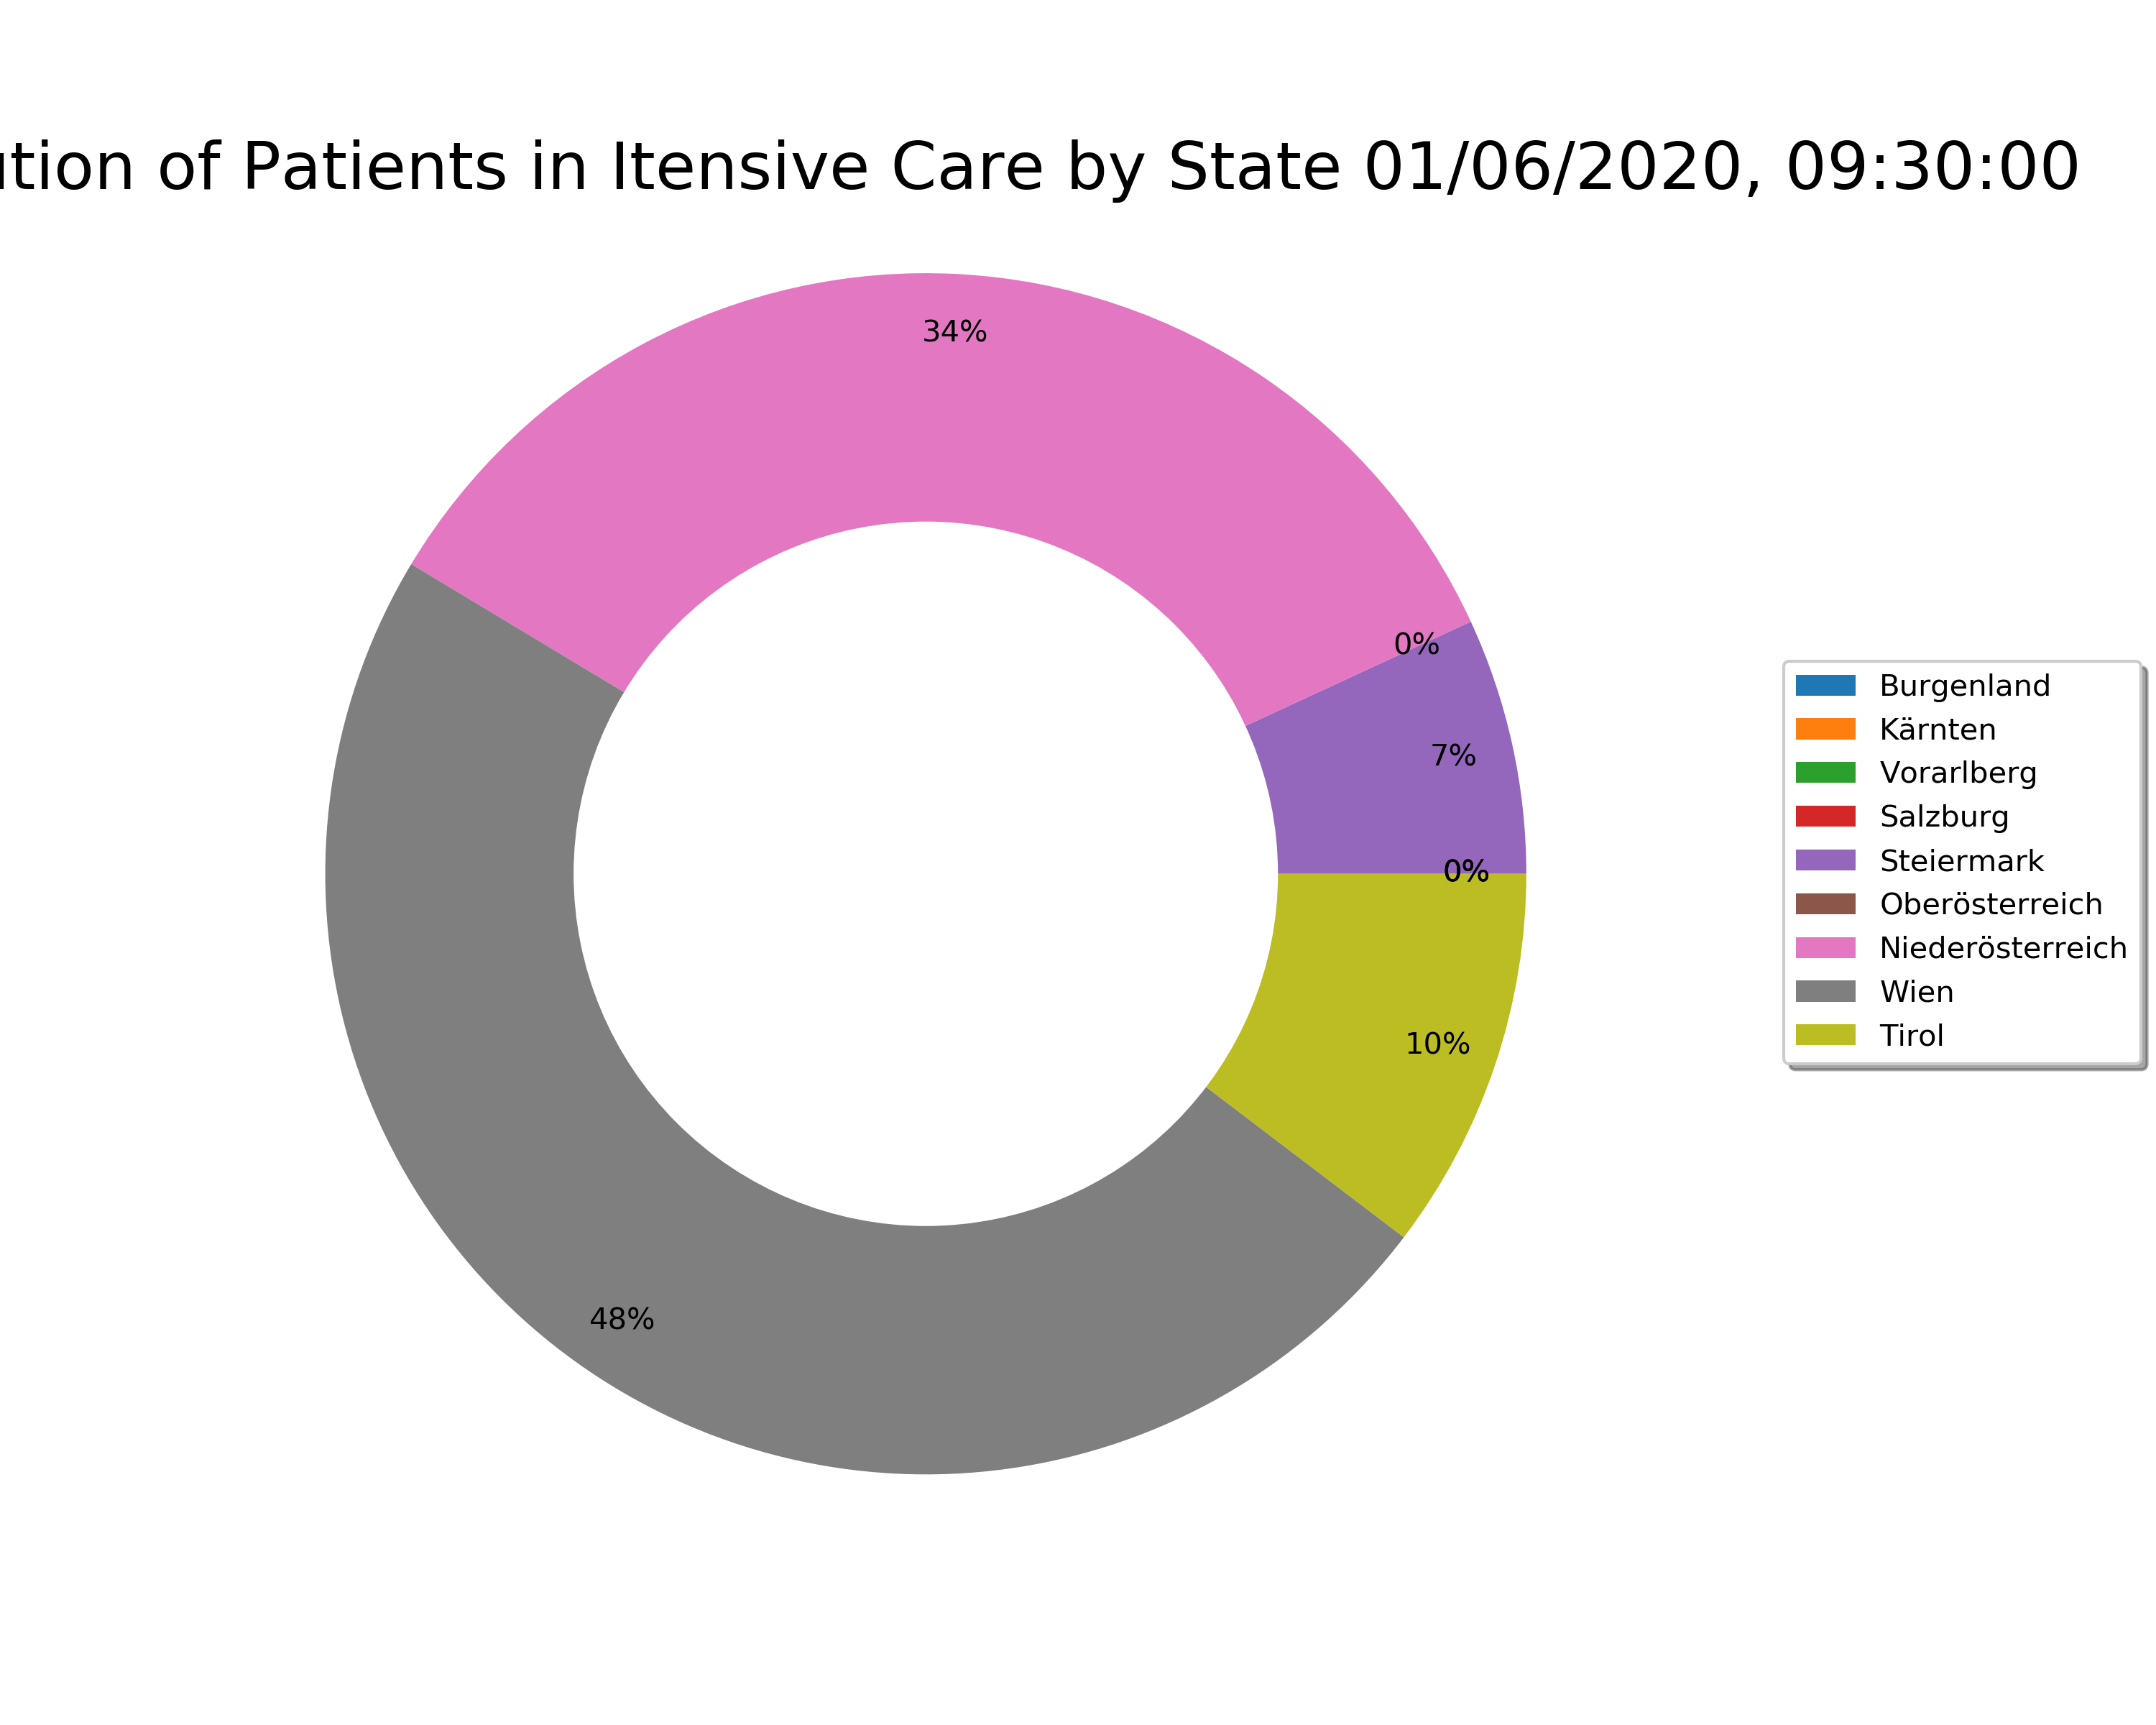 of Patients in Itensive Care by State 01/06/2020, 09:30:00
34%
0%
7%
0%
10%
48%
Burgenland
Kärnten
Vorarlberg
Salzburg
Steiermark
Oberösterreich
Niederösterreich
Wien
Tirol